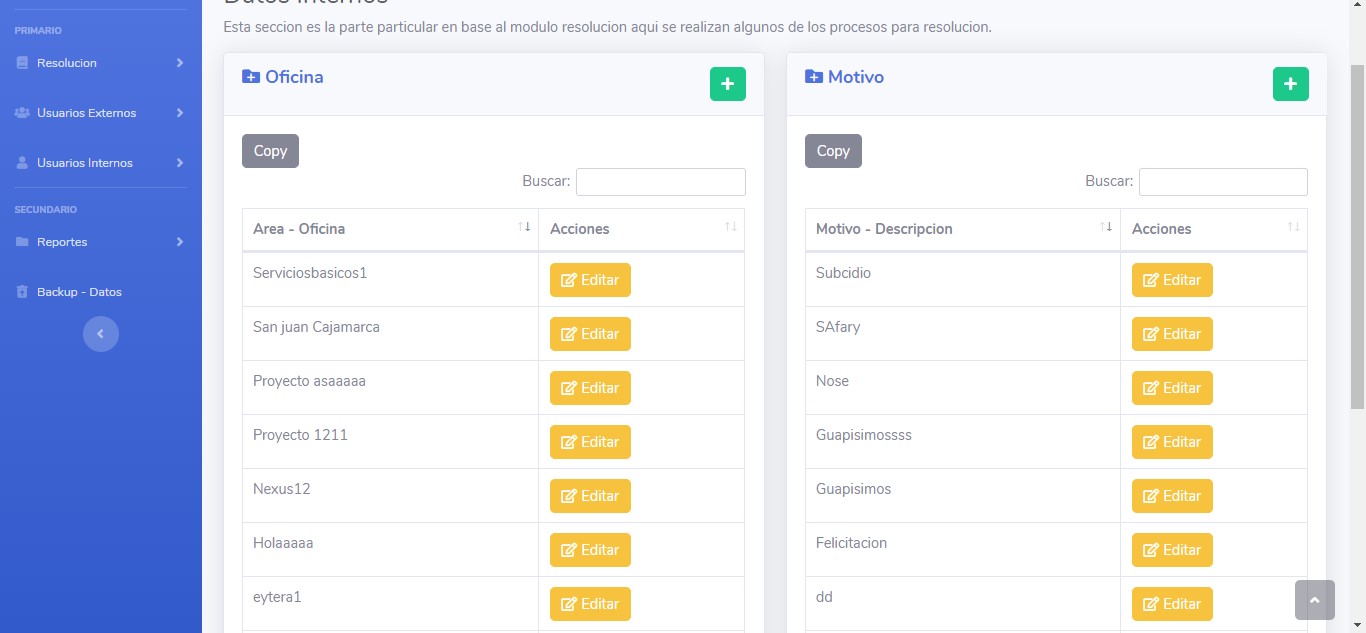 Datos Internos
Esta seccion es la parte particular en base al modulo resolucion aqui se realizan algunos de los procesos para resolucion.
PRIMARIO
Resolucion
Usuarios Externos
Usuarios Internos
SECUNDARIO
Reportes
Backup - Datos
Oficina
Copy
Buscar:
Area - Oficina Acciones
Serviciosbasicos1 Editar
San juan Cajamarca Editar
Proyecto asaaaaa Editar
Proyecto 1211 Editar
Nexus12 Editar
Holaaaaa Editar
eytera1 Editar
Motivo
Copy
Buscar:
Motivo - Descripcion Acciones
Subcidio Editar
SAfary Editar
Nose Editar
Guapisimossss Editar
Guapisimos Editar
Felicitacion Editar
dd Editar